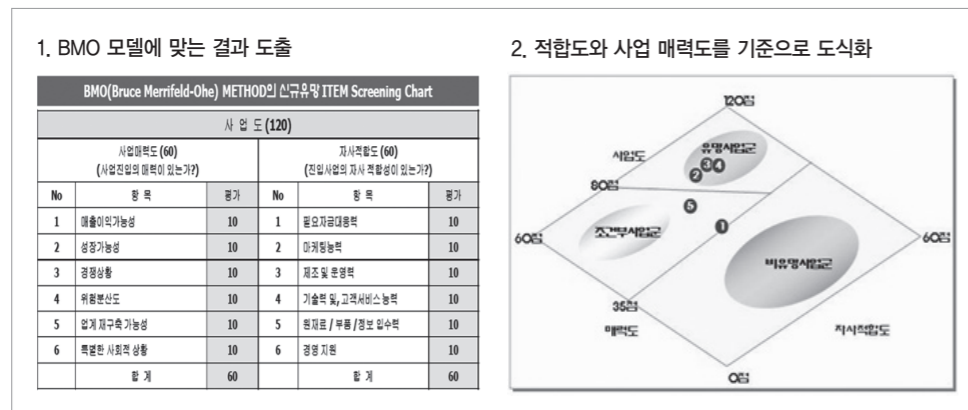 1. BMO 모델에 맞는 결과 도출
BMO(Bruce Merrifeld-Ohe) METHOD의 신규유망 ITEM Screening Chart
사 업 도 (120)
사업매력도 (60)
(사업진입의 매력이 있는가?)
자사적합도 (60)
(진입사업의 자사 적합성이 있는가?)
No 항 목 평가 No 항 목 평가
1 매출이익가능성 10 1 필요자금대응력 10
2 성장가능성 10 2 마케팅능력 10
3 경쟁상황 10 3 제조 및 운영력 10
4 위험분산도 10 4 기술력 및, 고객서비스 능력 10
5 업계 재구축 가능성 10 5 원재료 / 부품 /정보 입수력 10
6 특별한 사회적 상황 10 6 경영 지원 10
합 계 60 합 계 60
2. 적합도와 사업 매력도를 기준으로 도식화
120점
사업도
유망사업군
3 4
2
80점
5
조건부사업군
1
60점
60점
비유망사업군
35점
매력도
자사적합도
0점